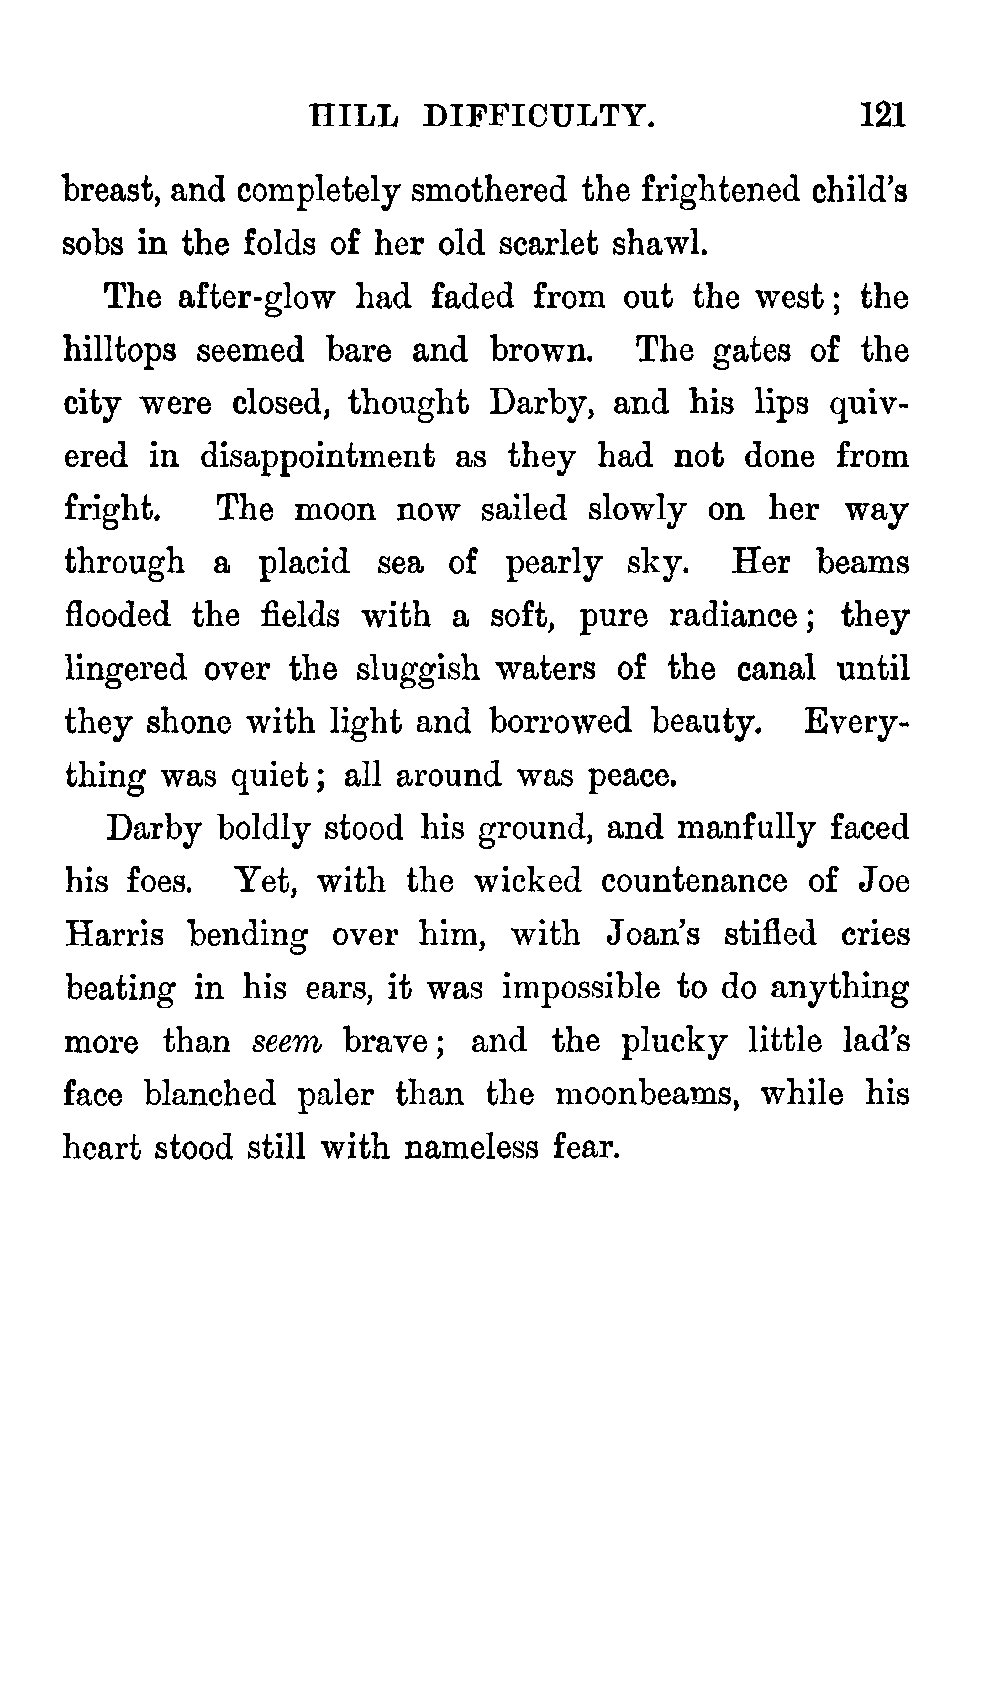 HILL DIFFICULTY. 121
breast, and completely smothered the frightened child's
sobs in the folds of her old scarlet shawl.
The after-glow had faded from out the west; the
hilltops seemed bare and brown. The gates of the
city were closed, thought Darby, and his lips quiv-
ered in disappointment as they had not done from
fright. The moon now sailed slowly on her way
through a placid sea of pearly sky. Her beams
flooded the fields with a soft, pure radiance; they
lingered over the sluggish waters of the canal until
they shone with light and borrowed beauty. Every-
thing was quiet; all around was peace.
Darby boldly stood his ground, and manfully faced
his foes. Yet, with the wicked countenance of Joe
Harris bending over him, with Joan's stifled cries
beating in his ears, it was impossible to do anything
more than seem brave; and the plucky little lad's
face blanched paler than the moonbeams, while his
heart stood still with nameless fear.